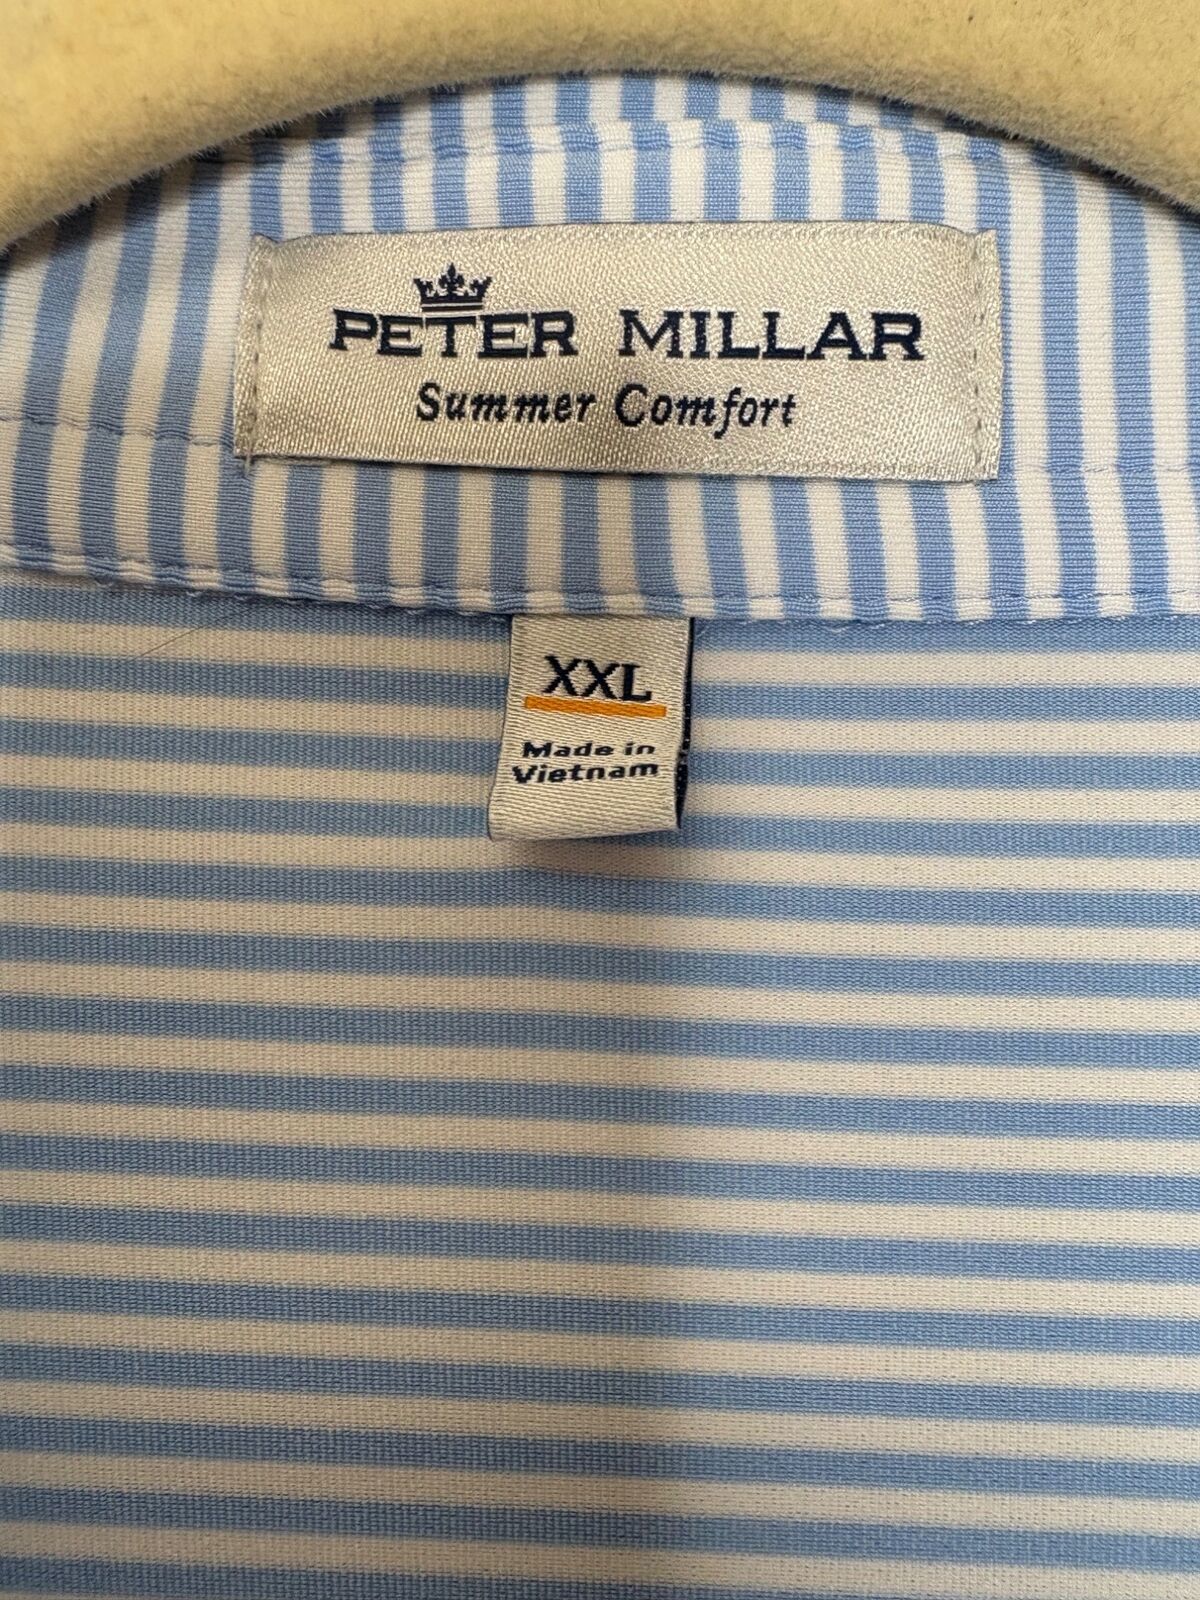 PETER MILLAR
Summer Comfort
XXL
Made in
Vietnam